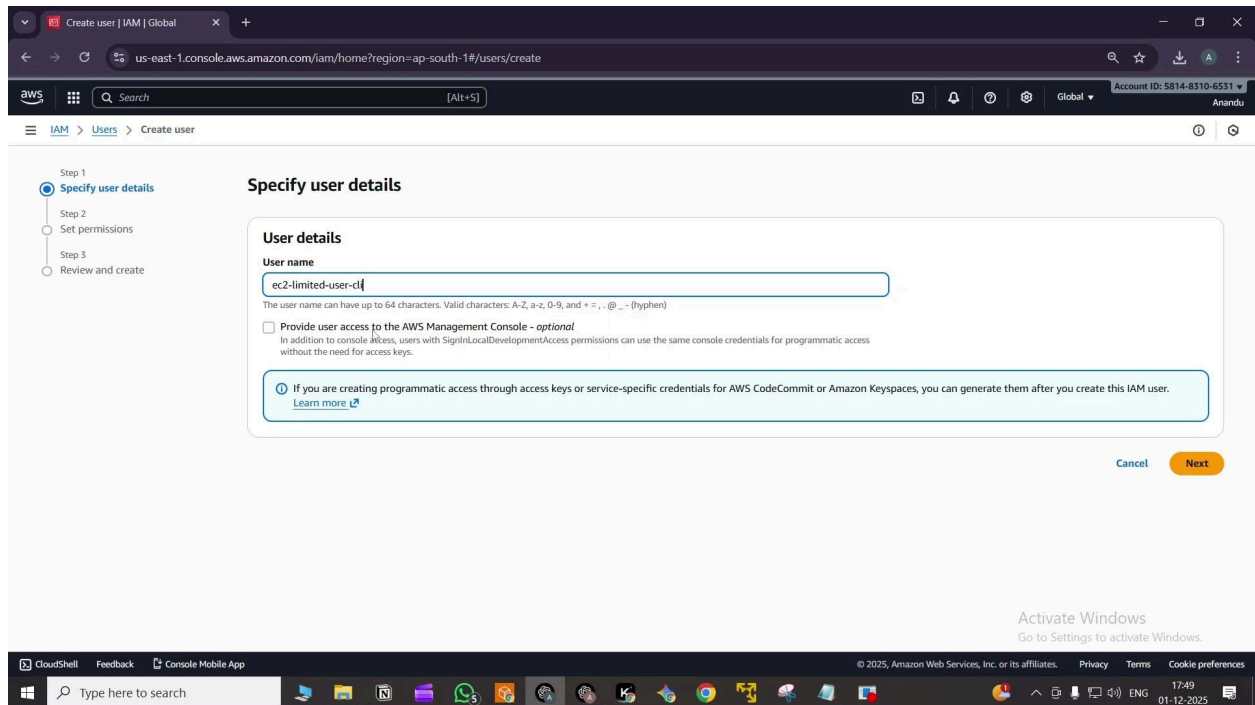 Create user | IAM | Global
us-east-1.console.aws.amazon.com/iam/home?region=ap-south-1#/users/create
A
aws
Search
[Alt+S]
Global
Account ID: 5814-8310-6531
Anandu
IAM > Users > Create user
Step 1
Specify user details
Step 2
Set permissions
Step 3
Review and create
Specify user details
User details
User name
ec2-limited-user-cli
The user name can have up to 64 characters. Valid characters: A-Z, a-z, 0-9, and + = , . @ _ - (hyphen)
Provide user access to the AWS Management Console - optional
In addition to console access, users with SignInLocalDevelopmentAccess permissions can use the same console credentials for programmatic access
without the need for access keys.
If you are creating programmatic access through access keys or service-specific credentials for AWS CodeCommit or Amazon Keyspaces, you can generate them after you create this IAM user.
Learn more
Cancel
Next
Activate Windows
Go to Settings to activate Windows.
CloudShell Feedback Console Mobile App
© 2025, Amazon Web Services, Inc. or its affiliates. Privacy Terms Cookie preferences
Type here to search
ENG
17:49
01-12-2025